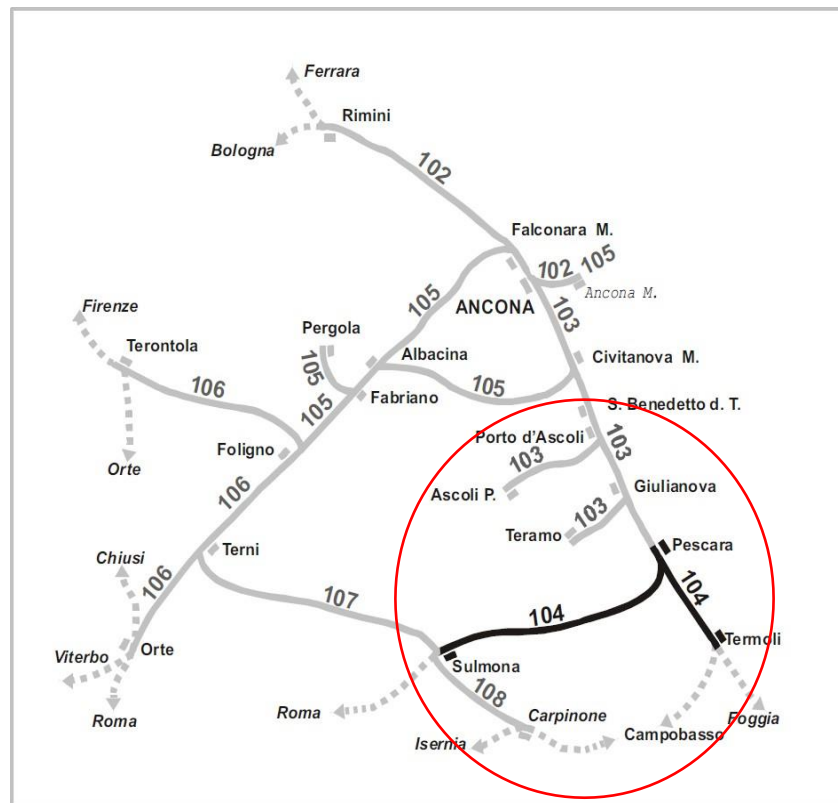 Ferrara
Rimini
Bologna
102
Falconara M.
102
105
Ancona M.
ANCONA
103
105
Firenze
Terontola
Pergola
Albacina
Civitanova M.
105
105
106
Fabriano
105
S. Benedetto d. T.
Foligno
Porto d'Ascoli
103
103
Orte
106
Ascoli P.
Giulianova
Teramo
103
Chiusi
Terni
Pescara
106
107
104
104
Viterbo
Orte
Sulmona
Termoli
Roma
Roma
108
Carpinone
Isernia
Campobasso
Foggia